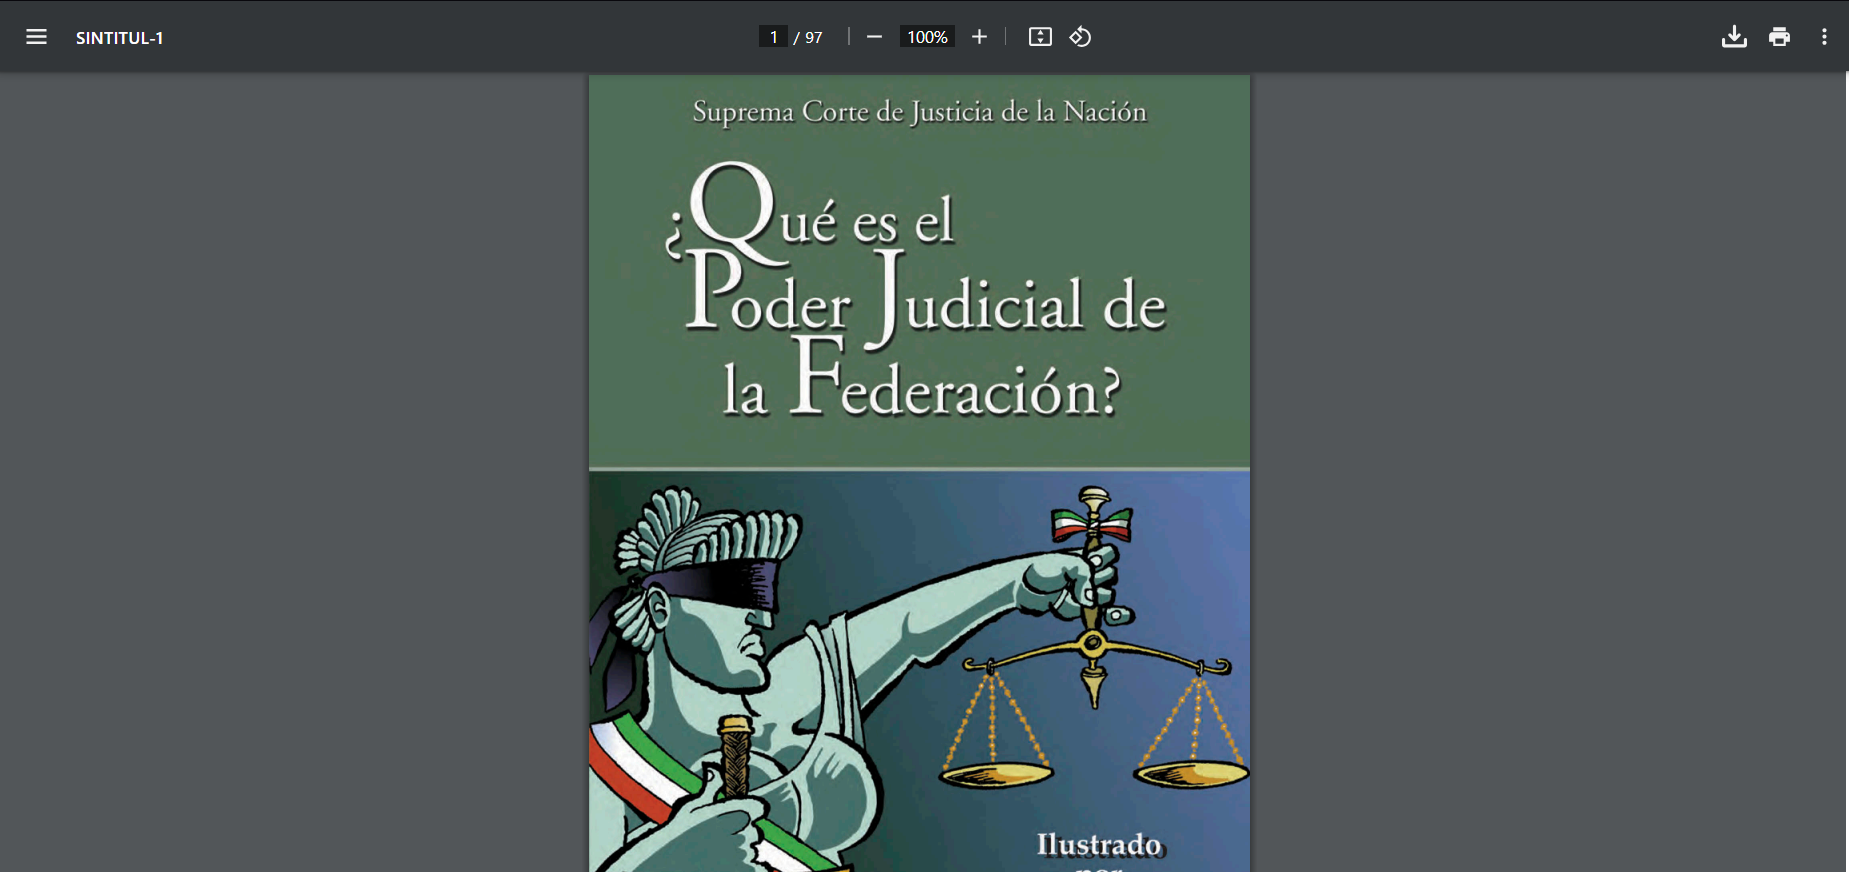 SINTITUL-1
1 / 97
100%
Suprema Corte de Justicia de la Nación
¿Qué es el
Poder Judicial de
la Federación?
Ilustrado
por